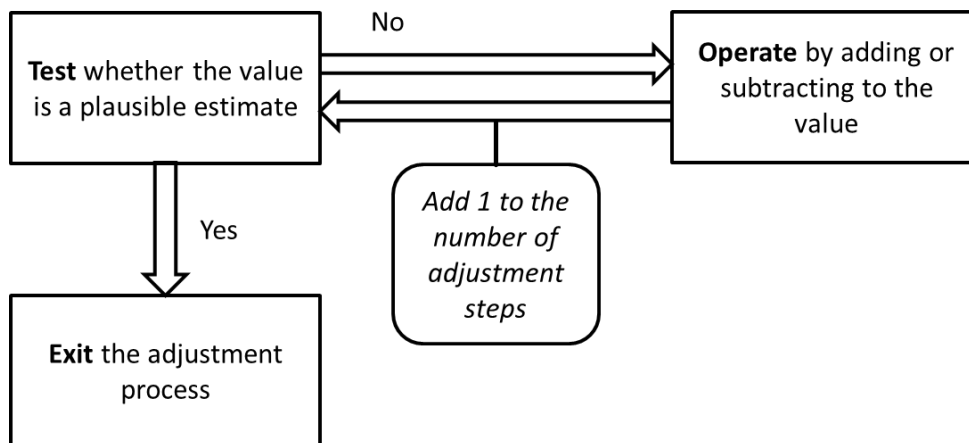 No
Test whether the value
is a plausible estimate
Operate by adding or
subtracting to the
value
Add 1 to the
number of
adjustment
steps
Yes
Exit the adjustment
process